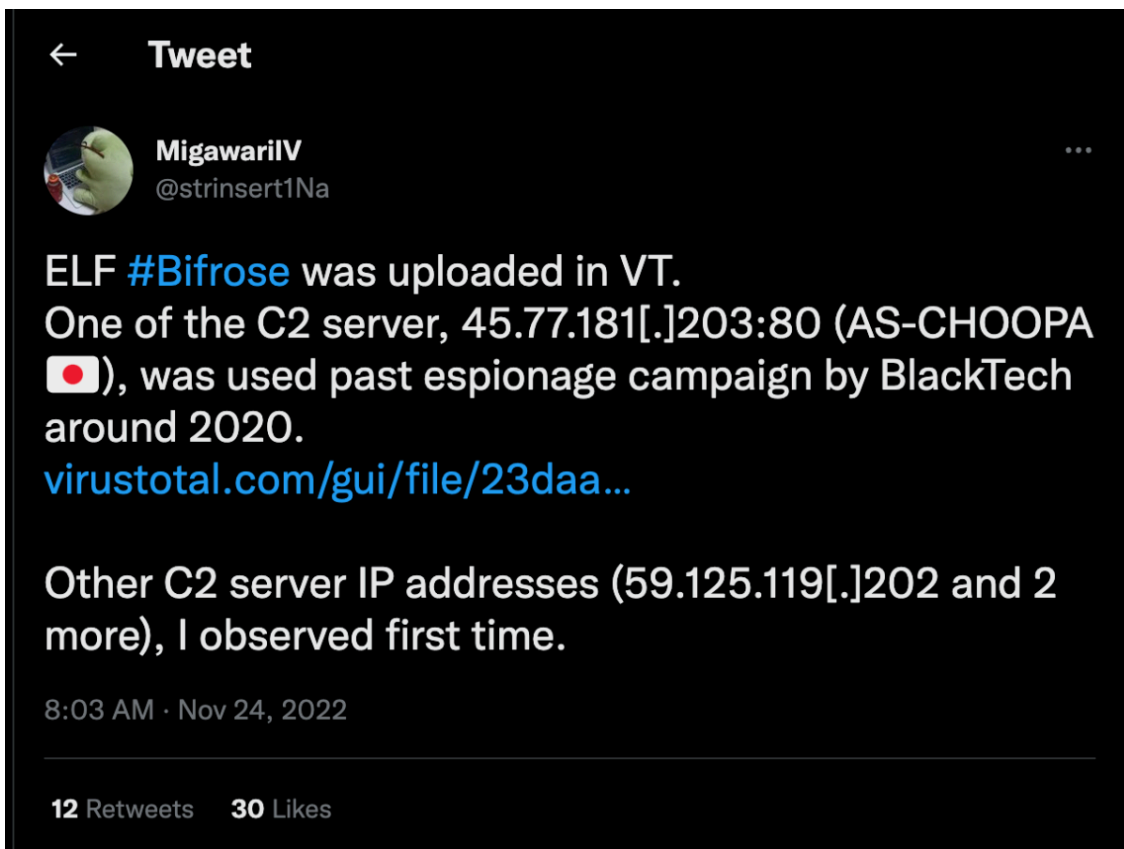 Tweet
MigawariIV
@strinsert1Na
ELF #Bifrose was uploaded in VT.
One of the C2 server, 45.77.181[.]203:80 (AS-CHOOPA
🇯🇵), was used past espionage campaign by BlackTech
around 2020.
virustotal.com/gui/file/23daa…
Other C2 server IP addresses (59.125.119[.]202 and 2
more), I observed first time.
8:03 AM · Nov 24, 2022
12 Retweets 30 Likes